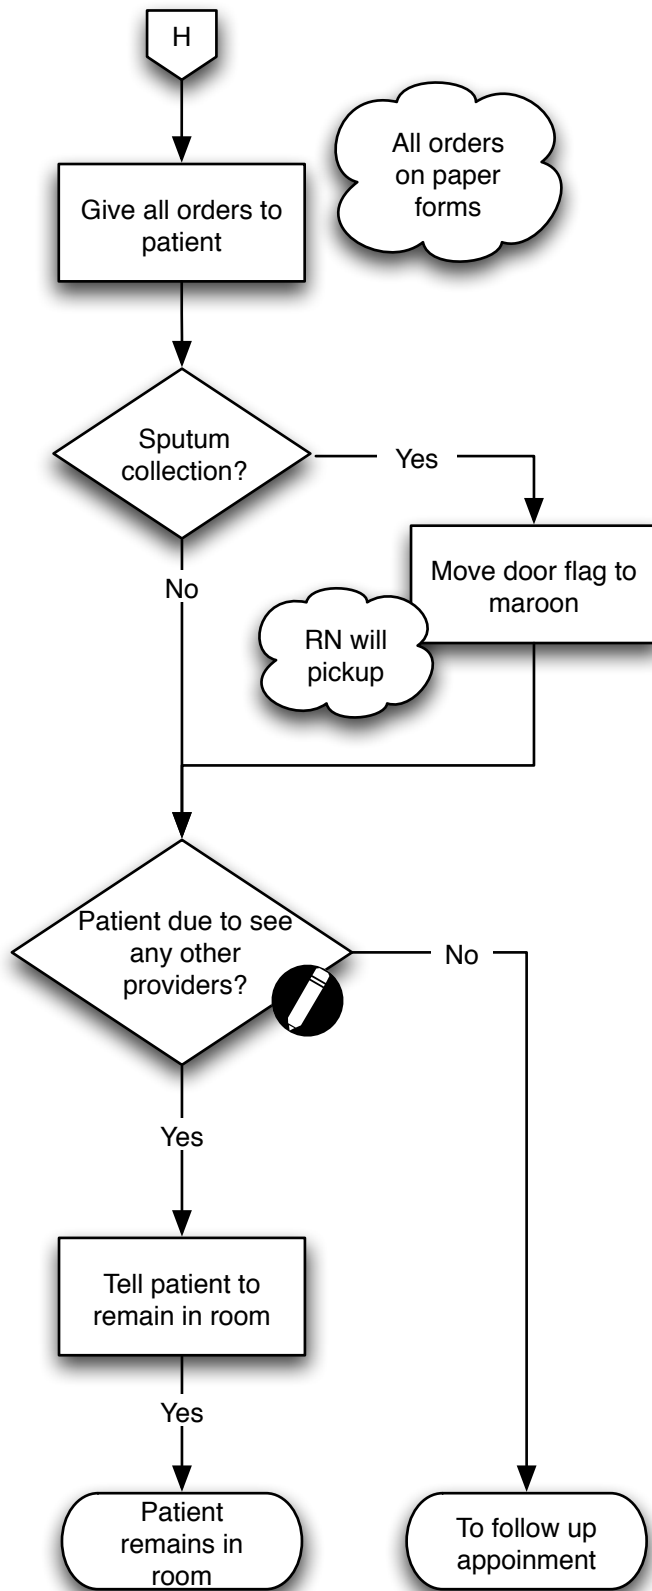 H
All orders
on paper
forms
Give all orders to
patient
Sputum
collection?
Yes
Move door flag to
maroon
No
RN will
pickup
Patient due to see
any other
providers?
No
Yes
Tell patient to
remain in room
Yes
Patient
remains in
room
To follow up
appoinment